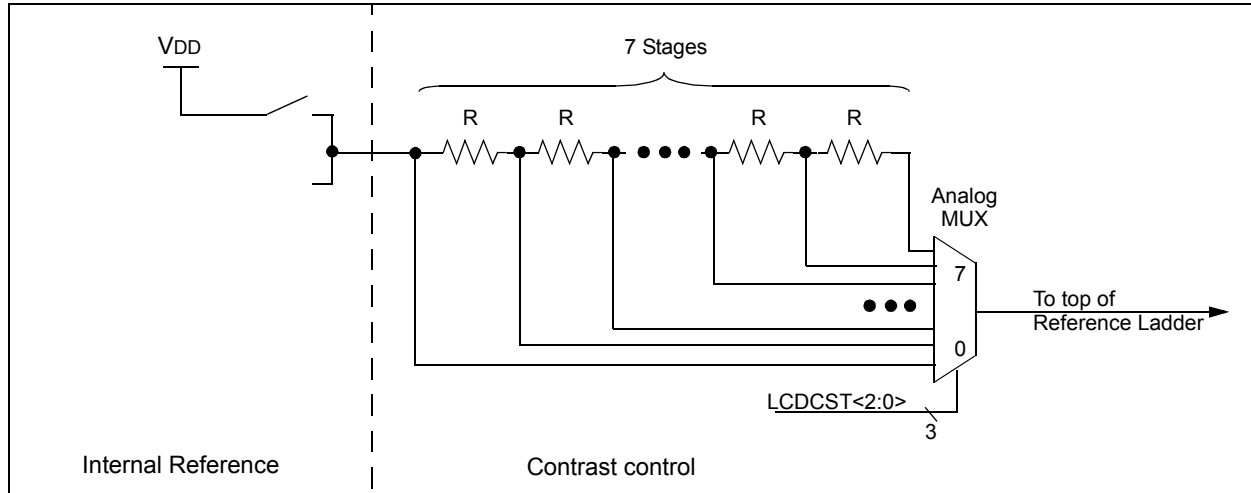 VDD
7 Stages
R
R
R
R
Analog
MUX
7
To top of
Reference Ladder
0
LCDCST<2:0>
3
Internal Reference
Contrast control